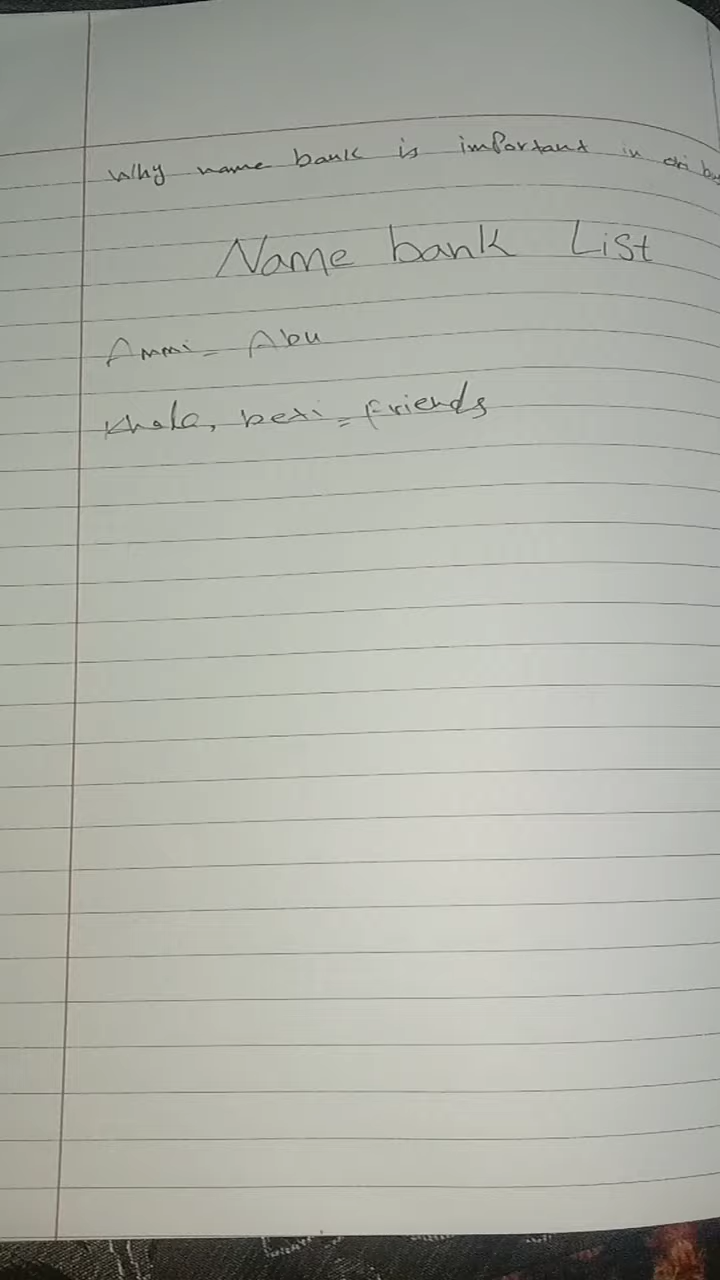 Why name bank is important in
Name bank List
Ammi = Abu
Khala, beti = friends